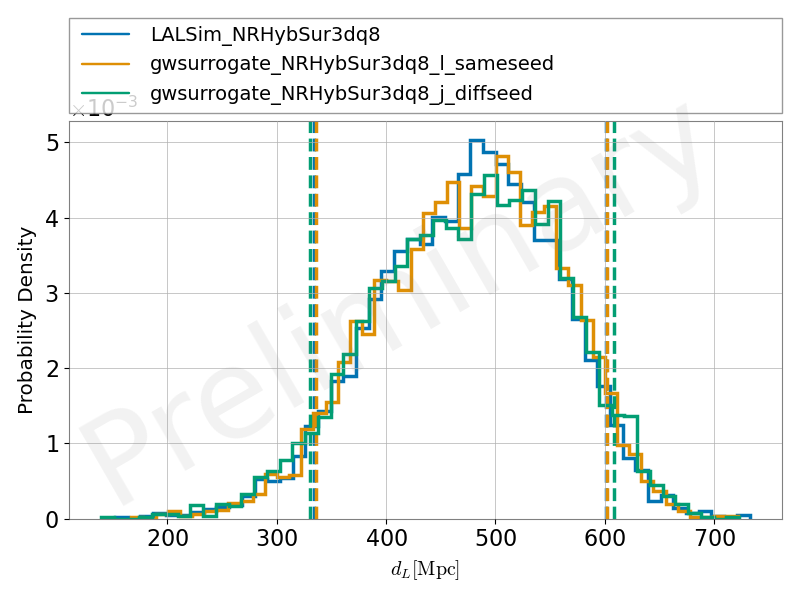 LALSim_NRHybSur3dq8
gwsurrogate_NRHybSur3dq8_l_sameseed
gwsurrogate_NRHybSur3dq8_j_diffseed
×10⁻³
5
4
3
2
1
0
Probability Density
Preliminary
200 300 400 500 600 700
d_L[Mpc]